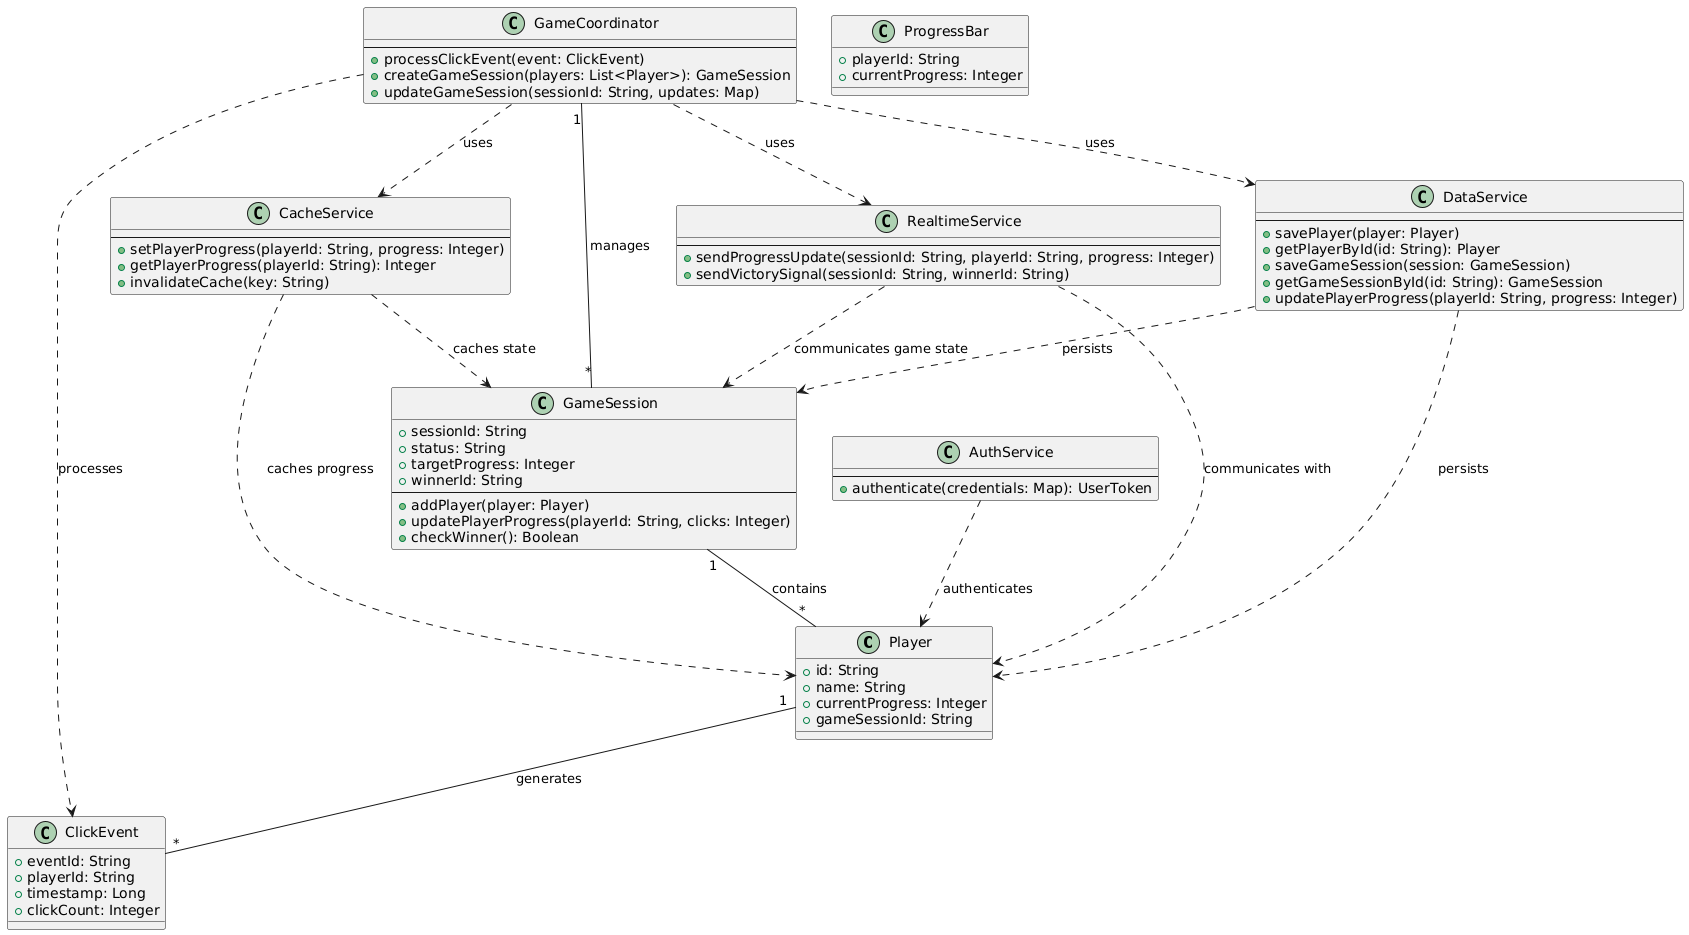 C GameCoordinator
processClickEvent(event: ClickEvent)
createGameSession(players: List<Player>): GameSession
updateGameSession(sessionId: String, updates: Map)
C ProgressBar
playerId: String
currentProgress: Integer
1
uses
uses
uses
C CacheService
setPlayerProgress(playerId: String, progress: Integer)
getPlayerProgress(playerId: String): Integer
invalidateCache(key: String)
manages
C RealtimeService
sendProgressUpdate(sessionId: String, playerId: String, progress: Integer)
sendVictorySignal(sessionId: String, winnerId: String)
C DataService
savePlayer(player: Player)
getPlayerById(id: String): Player
saveGameSession(session: GameSession)
getGameSessionById(id: String): GameSession
updatePlayerProgress(playerId: String, progress: Integer)
caches state
communicates game state
persists
*
processes
caches progress
C GameSession
sessionId: String
status: String
targetProgress: Integer
winnerId: String
addPlayer(player: Player)
updatePlayerProgress(playerId: String, clicks: Integer)
checkWinner(): Boolean
C AuthService
authenticate(credentials: Map): UserToken
communicates with
persists
1
contains
*
authenticates
C Player
id: String
name: String
currentProgress: Integer
gameSessionId: String
1
generates
*
C ClickEvent
eventId: String
playerId: String
timestamp: Long
clickCount: Integer